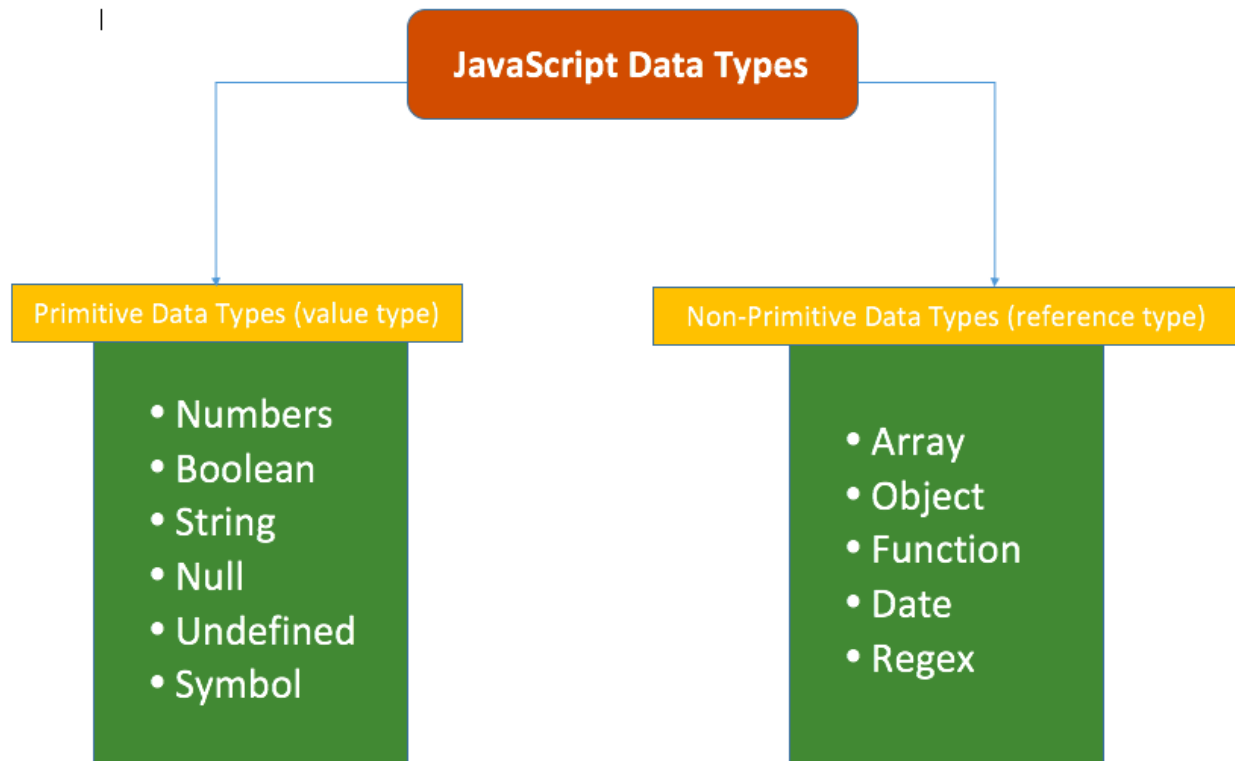 JavaScript Data Types
Primitive Data Types (value type)
• Numbers
• Boolean
• String
• Null
• Undefined
• Symbol
Non-Primitive Data Types (reference type)
• Array
• Object
• Function
• Date
• Regex